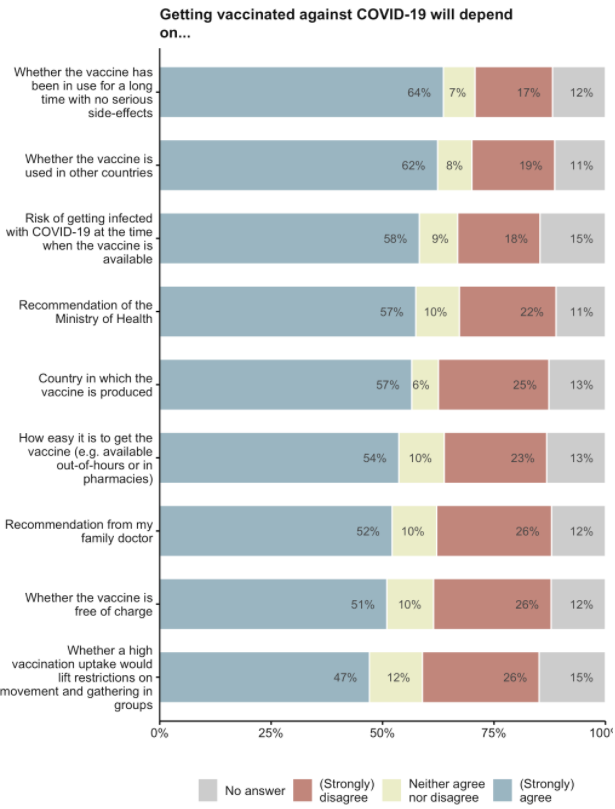 Getting vaccinated against COVID-19 will depend
on...
Whether the vaccine has
been in use for a long
time with no serious
side-effects
64% 7% 17% 12%
Whether the vaccine is
used in other countries
62% 8% 19% 11%
Risk of getting infected
with COVID-19 at the time
when the vaccine is
available
58% 9% 18% 15%
Recommendation of the
Ministry of Health
57% 10% 22% 11%
Country in which the
vaccine is produced
57% 6% 25% 13%
How easy it is to get the
vaccine (e.g. available
out-of-hours or in
pharmacies)
54% 10% 23% 13%
Recommendation from my
family doctor
52% 10% 26% 12%
Whether the vaccine is
free of charge
51% 10% 26% 12%
Whether a high
vaccination uptake would
lift restrictions on
movement and gathering in
groups
47% 12% 26% 15%
0% 25% 50% 75% 100%
No answer
(Strongly)
disagree
Neither agree
nor disagree
(Strongly)
agree